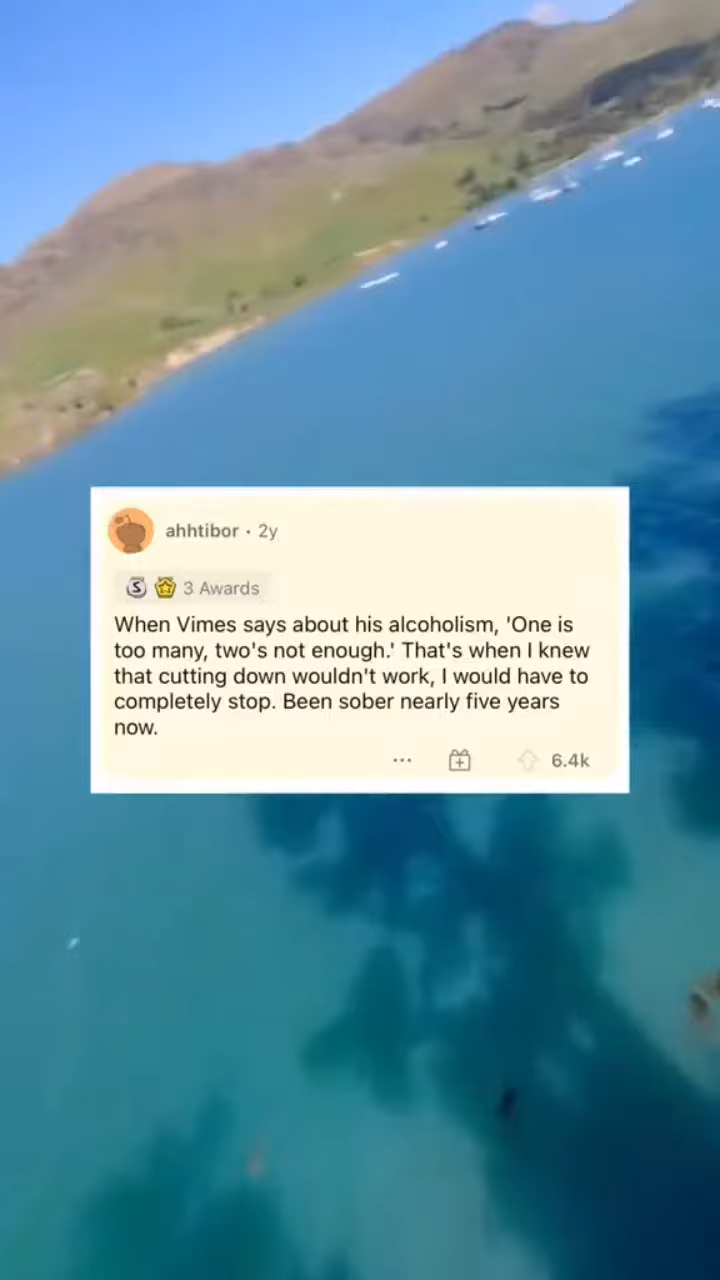 ahhtibor · 2y
3 Awards
When Vimes says about his alcoholism, 'One is
too many, two's not enough.' That's when I knew
that cutting down wouldn't work, I would have to
completely stop. Been sober nearly five years
now.
6.4k